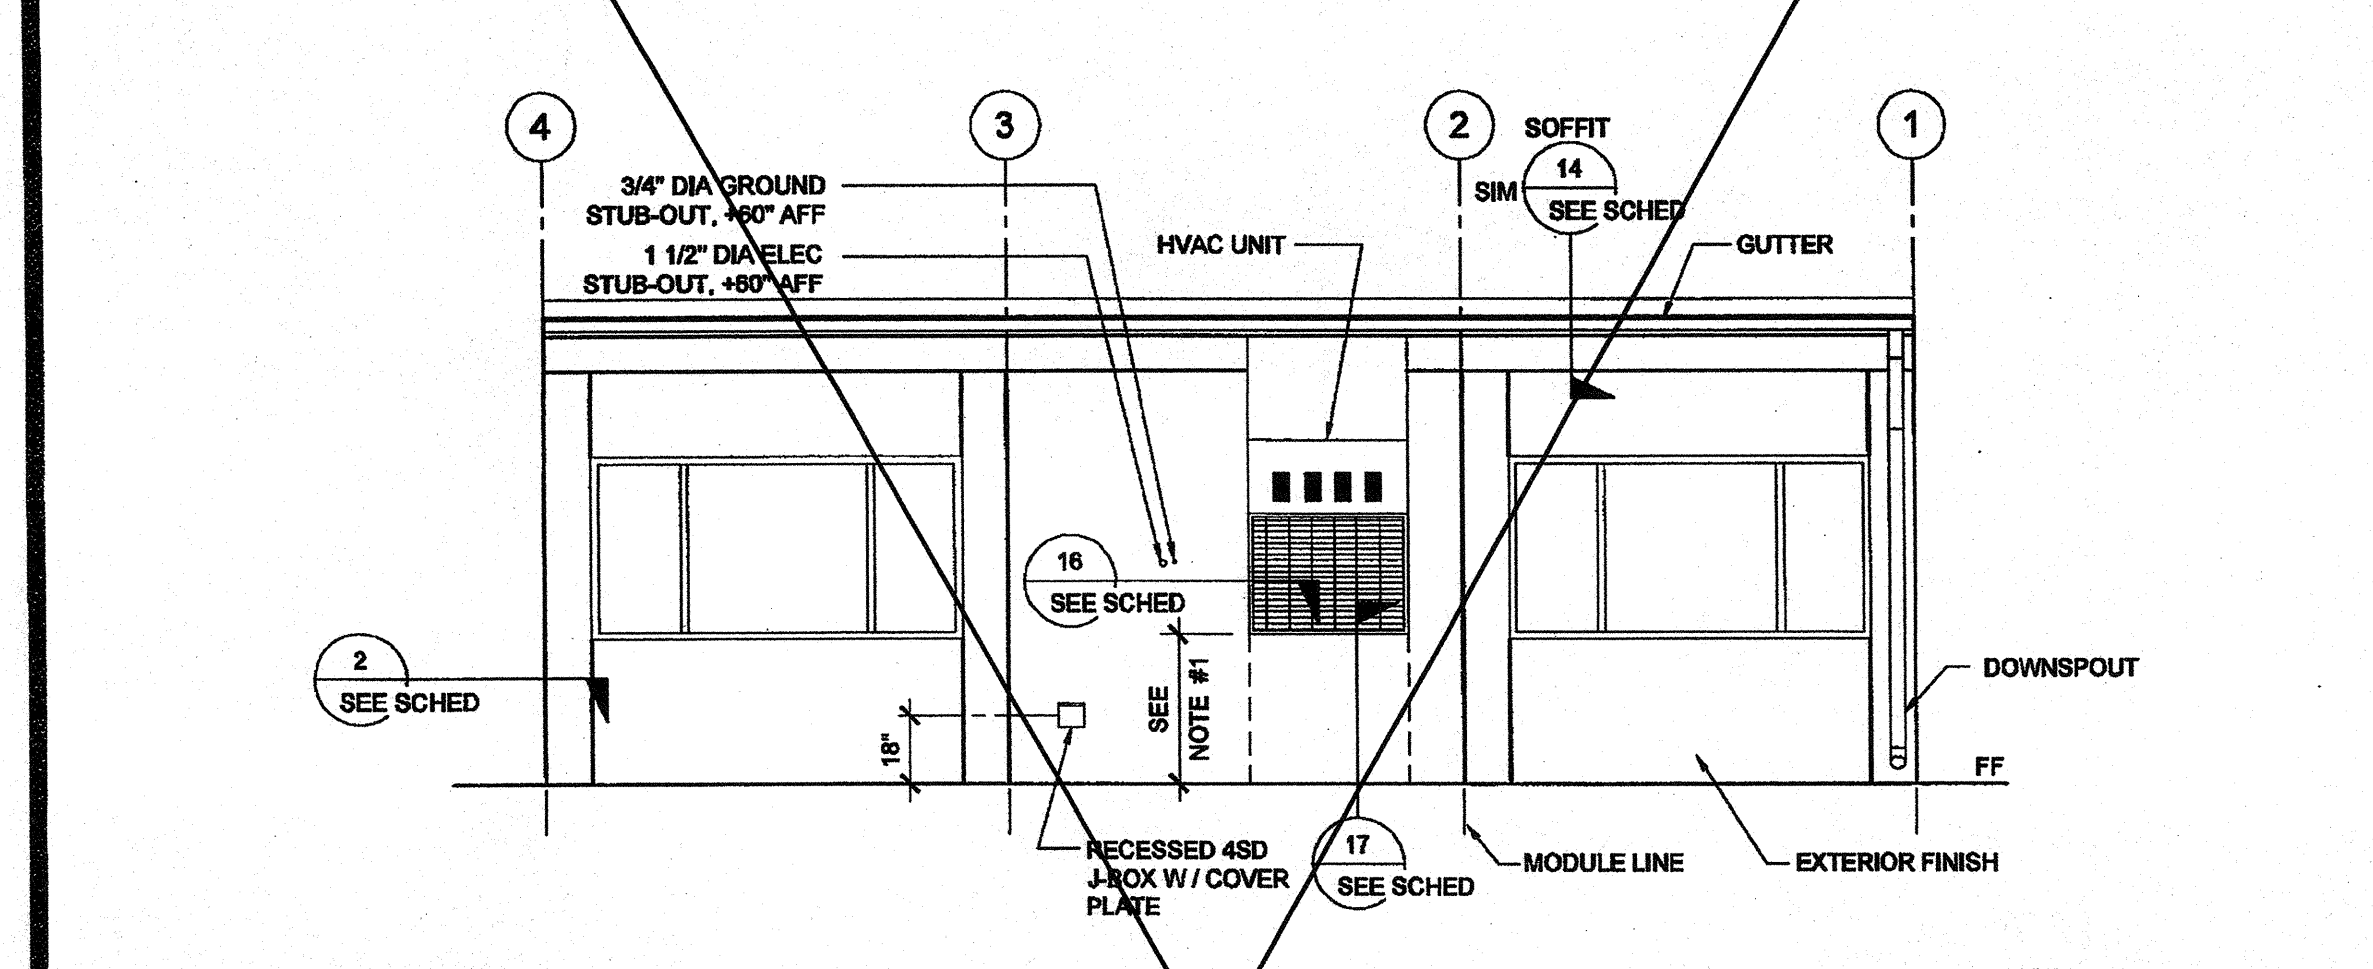 4
3
2
1
SOFFIT
14
SIM
SEE SCHED
3/4" DIA GROUND
STUB-OUT, +60" AFF
1 1/2" DIA ELEC
STUB-OUT, +60" AFF
HVAC UNIT
GUTTER
16
SEE SCHED
2
SEE SCHED
18"
SEE
NOTE #1
DOWNSPOUT
FF
RECESSED 4SD
J-BOX W / COVER
PLATE
17
SEE SCHED
MODULE LINE
EXTERIOR FINISH